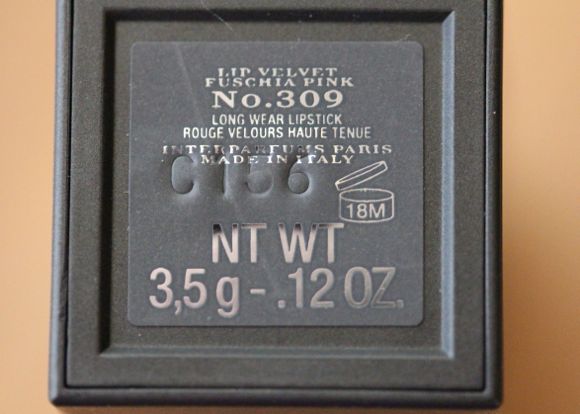 LIP VELVET
FUSCHIA PINK
No.309
LONG WEAR LIPSTICK
ROUGE VELOURS HAUTE TENUE
INTERPARFUMS PARIS
MADE IN ITALY
C156
18M
NT WT
3,5 g - .12 OZ.